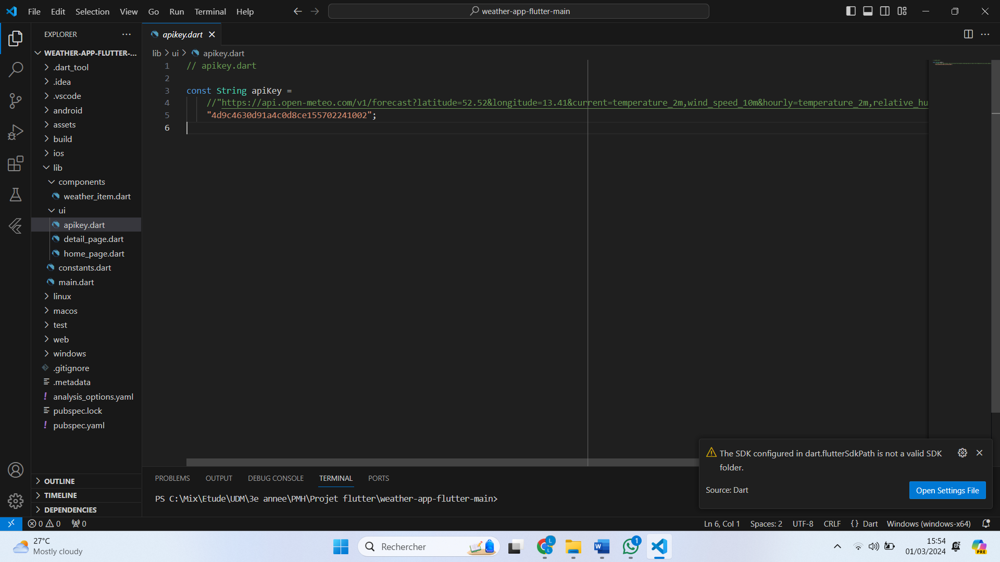 File Edit Selection View Go Run Terminal Help
weather-app-flutter-main
EXPLORER
WEATHER-APP-FLUTTER-...
.dart_tool
.idea
.vscode
android
assets
build
ios
lib
components
weather_item.dart
ui
apikey.dart
detail_page.dart
home_page.dart
constants.dart
main.dart
linux
macos
test
web
windows
.gitignore
.metadata
analysis_options.yaml
pubspec.lock
pubspec.yaml
OUTLINE
TIMELINE
DEPENDENCIES
apikey.dart
lib > ui > apikey.dart
1 // apikey.dart
2
3 const String apiKey =
4 //"https://api.open-meteo.com/v1/forecast?latitude=52.52&longitude=13.41&current=temperature_2m,wind_speed_10m&hourly=temperature_2m,relative_hu
5 "4d9c4630d91a4c0d8ce155702241002";
6
PROBLEMS OUTPUT DEBUG CONSOLE TERMINAL PORTS
PS C:\Mix\Etude\UDM\3e annee\PMH\Projet flutter\weather-app-flutter-main>
The SDK configured in dart.flutterSdkPath is not a valid SDK
folder.
Source: Dart
Open Settings File
0 0 0
Ln 6, Col 1 Spaces: 2 UTF-8 CRLF {} Dart Windows (windows-x64)
27°C
Mostly cloudy
Rechercher
L
L
W
1
15:54
01/03/2024
PRE